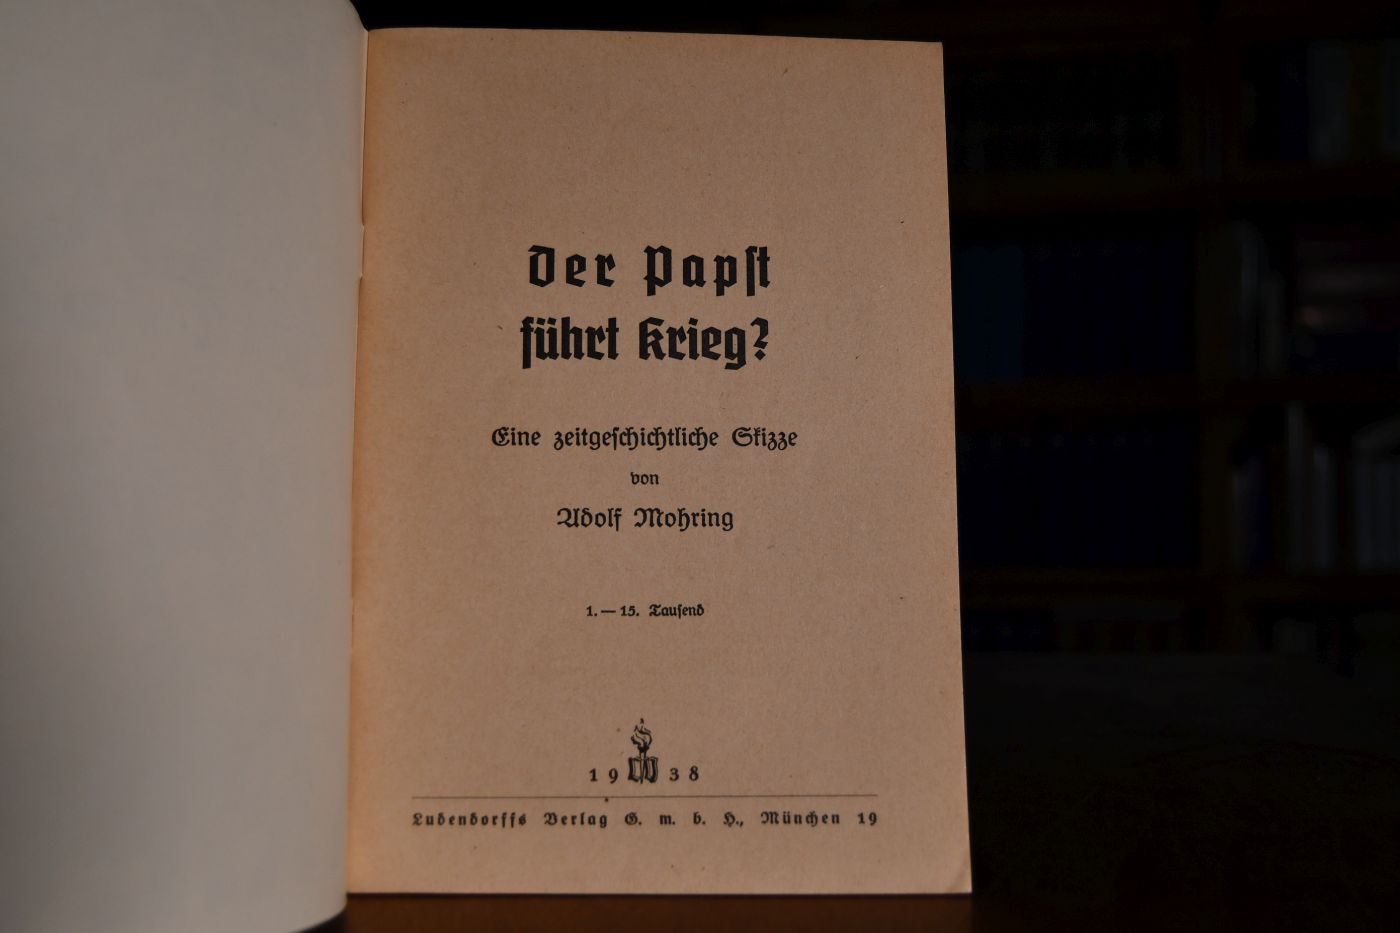 Der Papſt
führt Krieg?
Eine zeitgeſchichtliche Skizze
von
Adolf Mohring
1. — 15. Tauſend
1938
Ludendorffs Verlag G. m. b. H., München 19